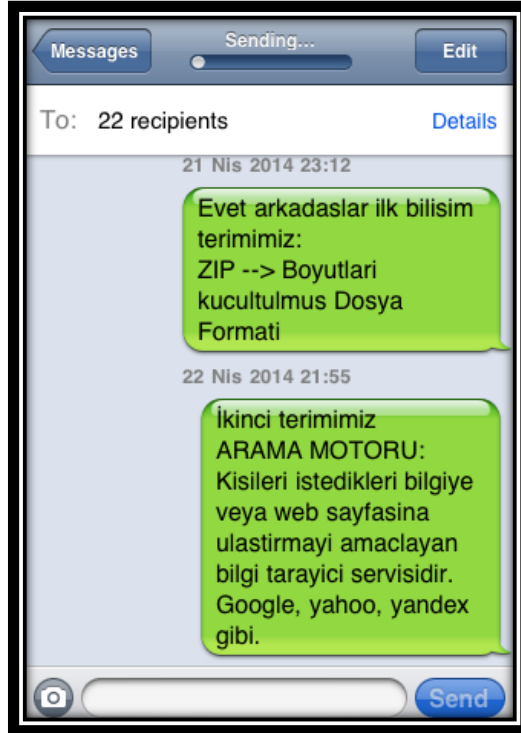 Messages
Sending...
Edit
To: 22 recipients
Details
21 Nis 2014 23:12
Evet arkadaslar ilk bilisim
terimimiz:
ZIP --> Boyutlari
kucultulmus Dosya
Formati
22 Nis 2014 21:55
İkinci terimimiz
ARAMA MOTORU:
Kisileri istedikleri bilgiye
veya web sayfasina
ulastirmayi amaclayan
bilgi tarayici servisidir.
Google, yahoo, yandex
gibi.
Send